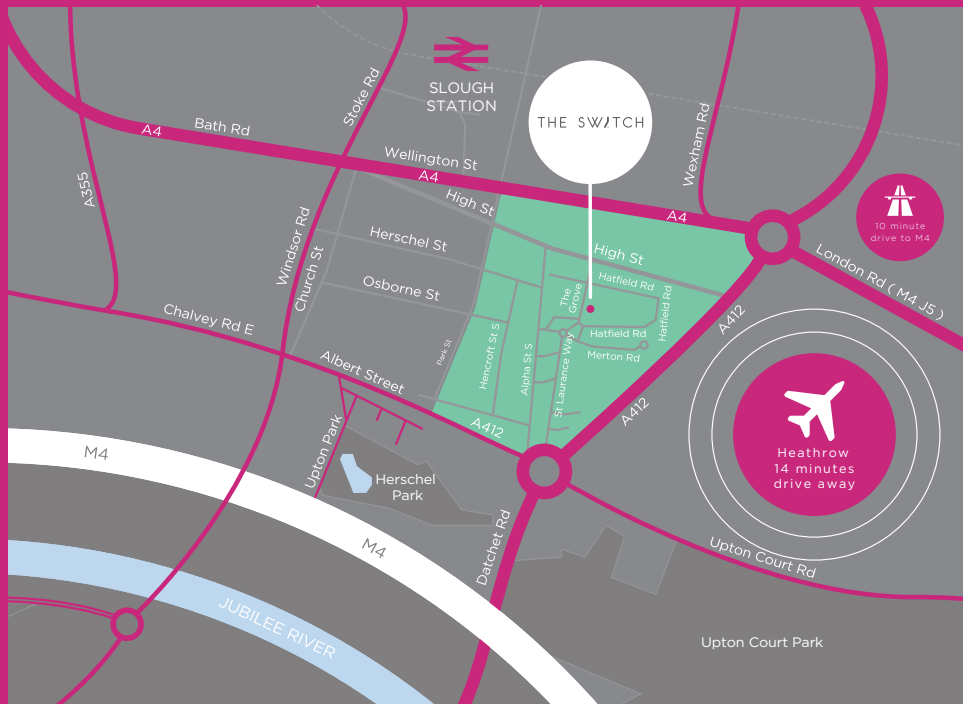 SLOUGH
STATION
Stoke Rd
THE SWITCH
Bath Rd
A4
Wellington St
A4
Wexham Rd
A355
High St
A4
10 minute
drive to M4
Windsor Rd
Church St
Herschel St
High St
London Rd ( M4 J5 )
Osborne St
The
Grove
Hatfield Rd
Hatfield Rd
Chalvey Rd E
A412
Hatfield Rd
Park St
Hencroft St S
Alpha St S
St Laurance Way
Merton Rd
Albert Street
A412
A412
Upton Park
M4
Heathrow
14 minutes
drive away
Herschel
Park
M4
Datchet Rd
Upton Court Rd
JUBILEE RIVER
Upton Court Park